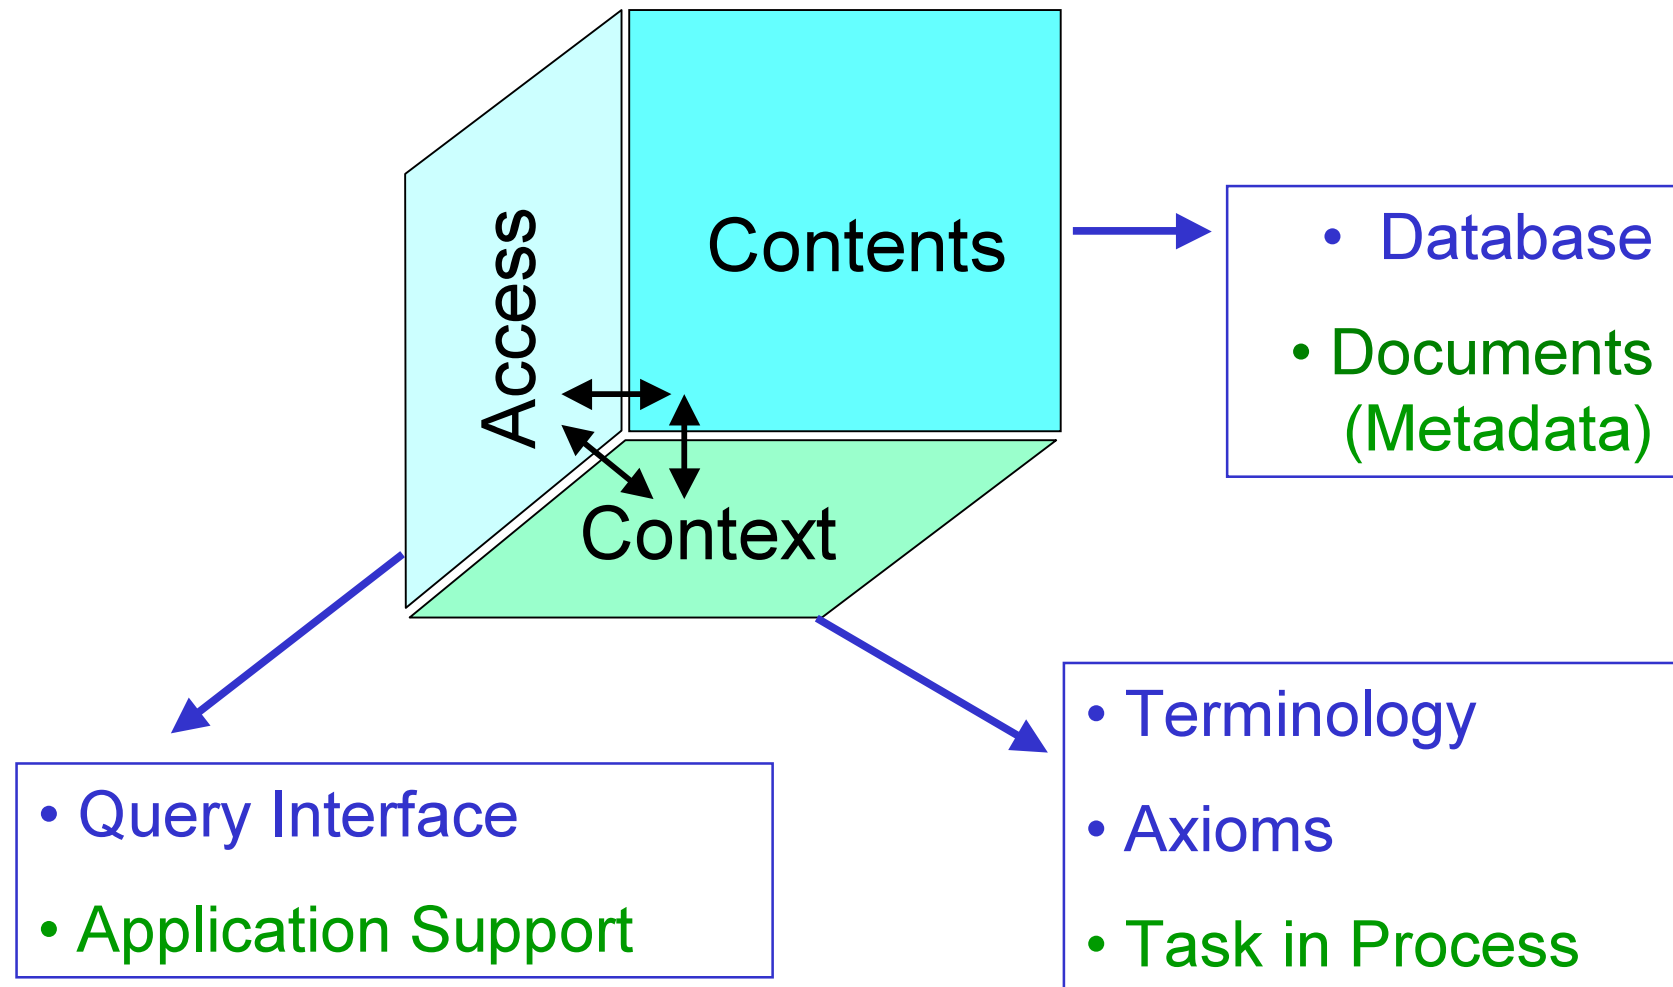 Access
Contents
Context
• Database
• Documents
(Metadata)
• Query Interface
• Application Support
• Terminology
• Axioms
• Task in Process